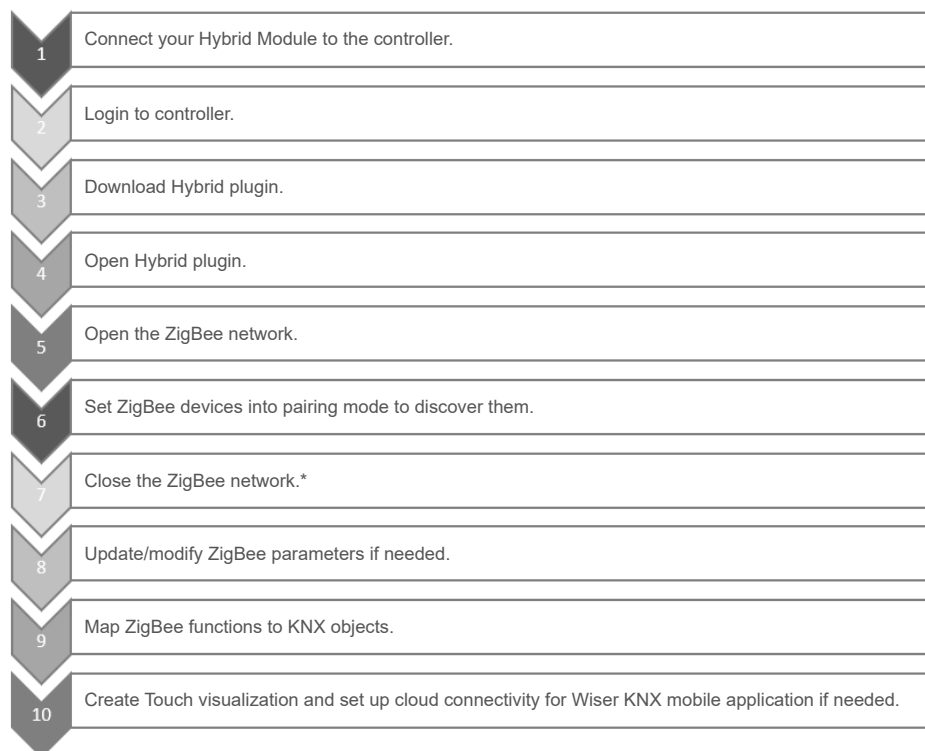 1 Connect your Hybrid Module to the controller.
2 Login to controller.
3 Download Hybrid plugin.
4 Open Hybrid plugin.
5 Open the ZigBee network.
6 Set ZigBee devices into pairing mode to discover them.
7 Close the ZigBee network.*
8 Update/modify ZigBee parameters if needed.
9 Map ZigBee functions to KNX objects.
10 Create Touch visualization and set up cloud connectivity for Wiser KNX mobile application if needed.